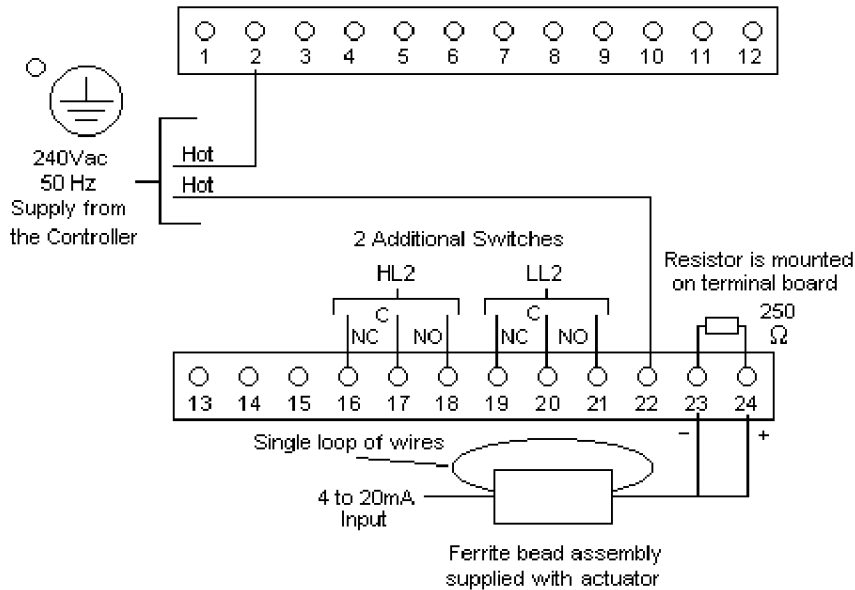 1 2 3 4 5 6 7 8 9 10 11 12
240Vac
50 Hz
Supply from
the Controller
Hot
Hot
2 Additional Switches
HL2
LL2
Resistor is mounted
on terminal board
250
Ω
C
NC
NO
C
NC
NO
13 14 15 16 17 18 19 20 21 22 23 24
− +
Single loop of wires
4 to 20mA
Input
Ferrite bead assembly
supplied with actuator